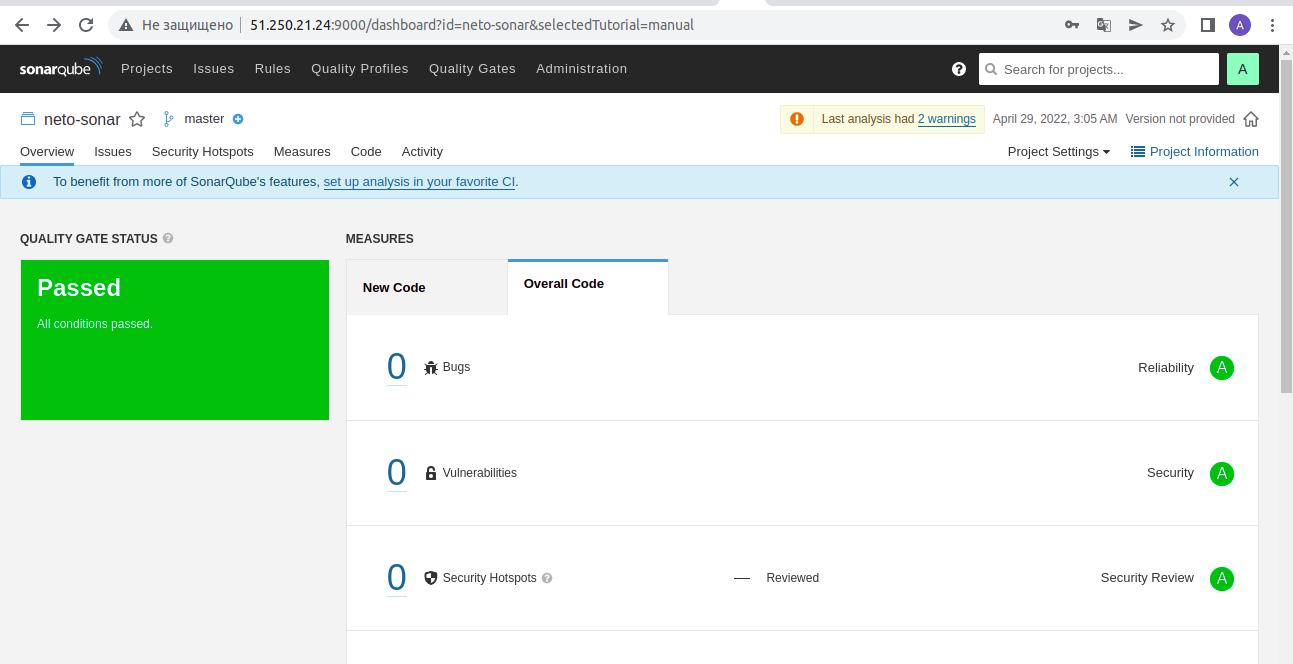 Не защищено 51.250.21.24:9000/dashboard?id=neto-sonar&selectedTutorial=manual A
sonarqube Projects Issues Rules Quality Profiles Quality Gates Administration ? Search for projects... A
neto-sonar master Last analysis had 2 warnings April 29, 2022, 3:05 AM Version not provided
Overview Issues Security Hotspots Measures Code Activity Project Settings Project Information
To benefit from more of SonarQube's features, set up analysis in your favorite CI.
QUALITY GATE STATUS ? MEASURES
Passed
All conditions passed.
New Code Overall Code
0 Bugs Reliability A
0 Vulnerabilities Security A
0 Security Hotspots ? — Reviewed Security Review A